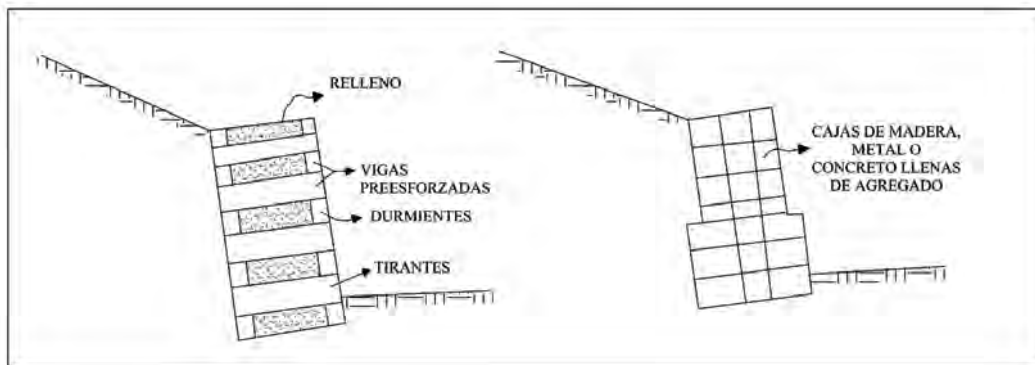 RELLENO
VIGAS
PREESFORZADAS
DURMIENTES
TIRANTES
CAJAS DE MADERA,
METAL O
CONCRETO LLENAS
DE AGREGADO